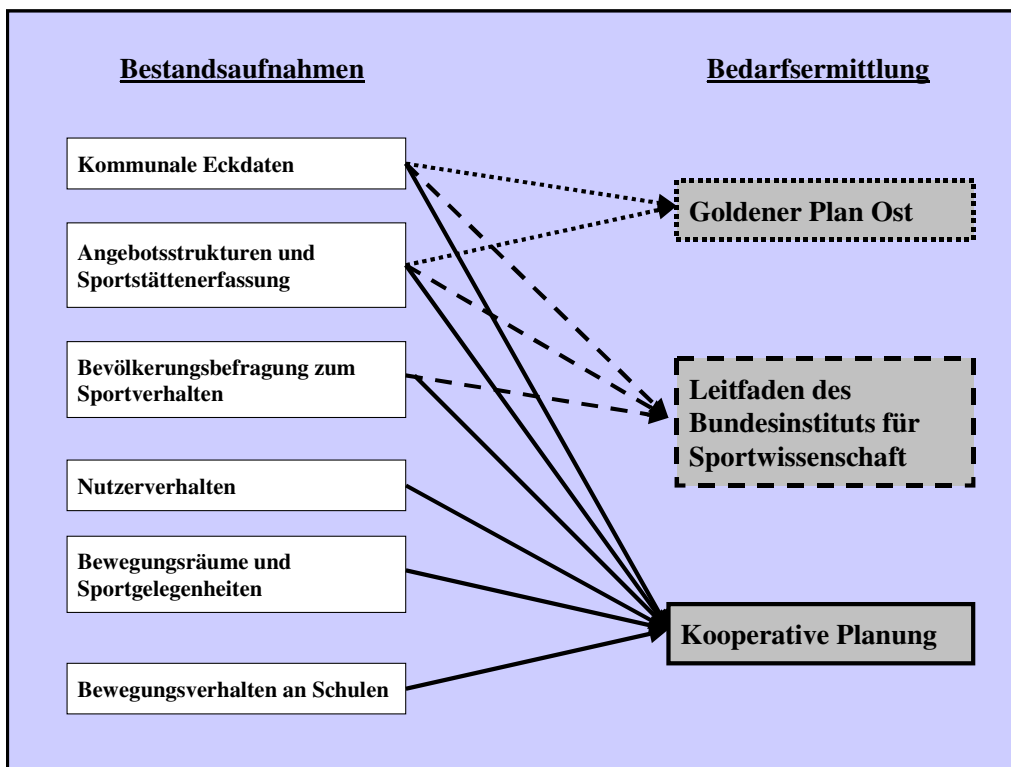 Bestandsaufnahmen
Bedarfsermittlung
Kommunale Eckdaten
Angebotsstrukturen und
Sportstättenerfassung
Bevölkerungsbefragung zum
Sportverhalten
Nutzerverhalten
Bewegungsräume und
Sportgelegenheiten
Bewegungsverhalten an Schulen
Goldener Plan Ost
Leitfaden des
Bundesinstituts für
Sportwissenschaft
Kooperative Planung